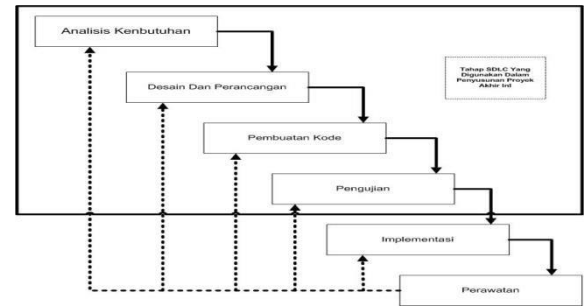 Analisis Kenbutuhan
Desain Dan Perancangan
Tahap SDLC Yang
Digunakan Dalam
Penyusunan Proyek
Akhir Ini
Pembuatan Kode
Pengujian
Implementasi
Perawatan